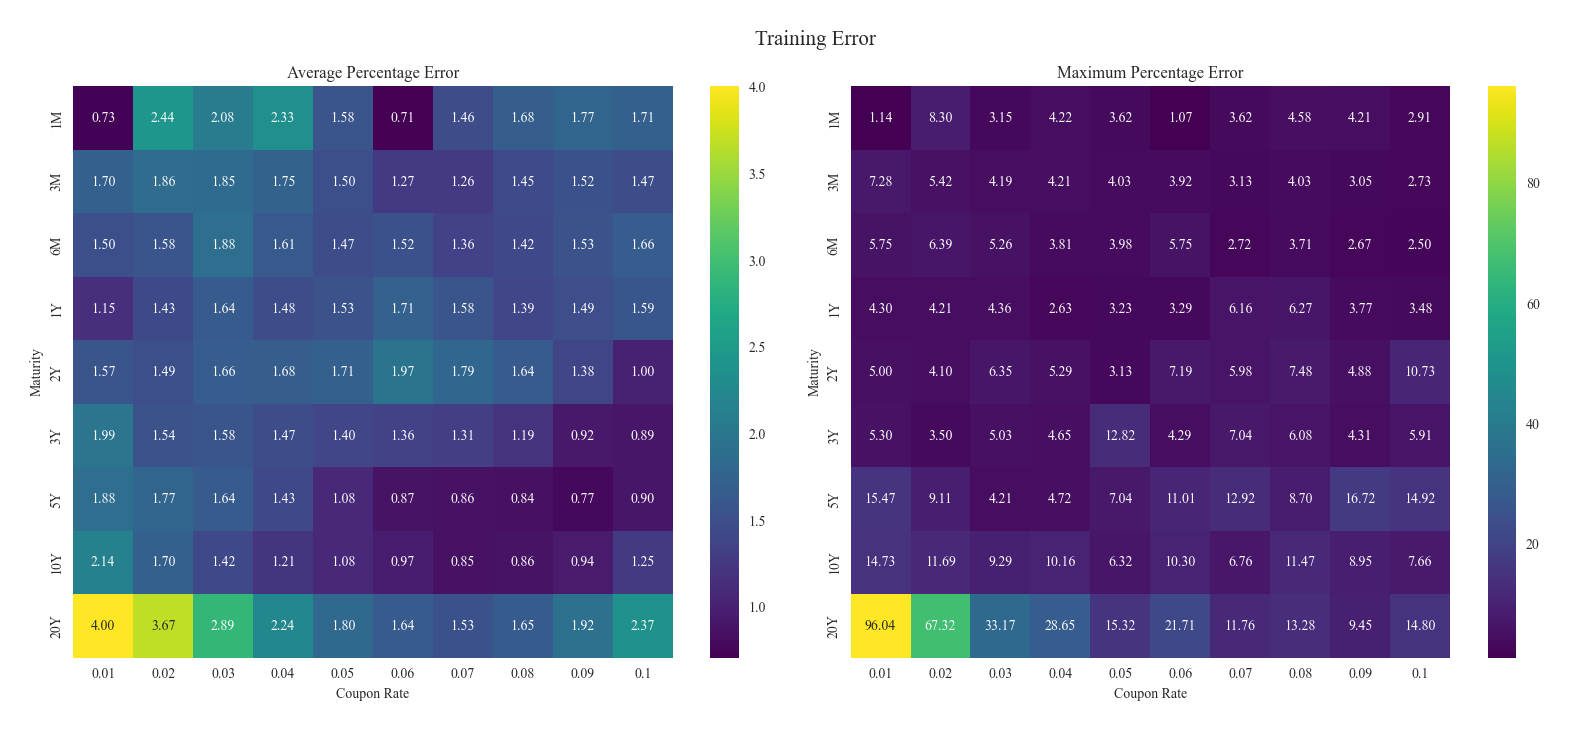 Training Error
Average Percentage Error
1M 0.73 2.44 2.08 2.33 1.58 0.71 1.46 1.68 1.77 1.71
3M 1.70 1.86 1.85 1.75 1.50 1.27 1.26 1.45 1.52 1.47
6M 1.50 1.58 1.88 1.61 1.47 1.52 1.36 1.42 1.53 1.66
1Y 1.15 1.43 1.64 1.48 1.53 1.71 1.58 1.39 1.49 1.59
2Y 1.57 1.49 1.66 1.68 1.71 1.97 1.79 1.64 1.38 1.00
3Y 1.99 1.54 1.58 1.47 1.40 1.36 1.31 1.19 0.92 0.89
5Y 1.88 1.77 1.64 1.43 1.08 0.87 0.86 0.84 0.77 0.90
10Y 2.14 1.70 1.42 1.21 1.08 0.97 0.85 0.86 0.94 1.25
20Y 4.00 3.67 2.89 2.24 1.80 1.64 1.53 1.65 1.92 2.37
0.01 0.02 0.03 0.04 0.05 0.06 0.07 0.08 0.09 0.1
Coupon Rate
Maturity
4.0
3.5
3.0
2.5
2.0
1.5
1.0
Maximum Percentage Error
1M 1.14 8.30 3.15 4.22 3.62 1.07 3.62 4.58 4.21 2.91
3M 7.28 5.42 4.19 4.21 4.03 3.92 3.13 4.03 3.05 2.73
6M 5.75 6.39 5.26 3.81 3.98 5.75 2.72 3.71 2.67 2.50
1Y 4.30 4.21 4.36 2.63 3.23 3.29 6.16 6.27 3.77 3.48
2Y 5.00 4.10 6.35 5.29 3.13 7.19 5.98 7.48 4.88 10.73
3Y 5.30 3.50 5.03 4.65 12.82 4.29 7.04 6.08 4.31 5.91
5Y 15.47 9.11 4.21 4.72 7.04 11.01 12.92 8.70 16.72 14.92
10Y 14.73 11.69 9.29 10.16 6.32 10.30 6.76 11.47 8.95 7.66
20Y 96.04 67.32 33.17 28.65 15.32 21.71 11.76 13.28 9.45 14.80
0.01 0.02 0.03 0.04 0.05 0.06 0.07 0.08 0.09 0.1
Coupon Rate
Maturity
80
60
40
20